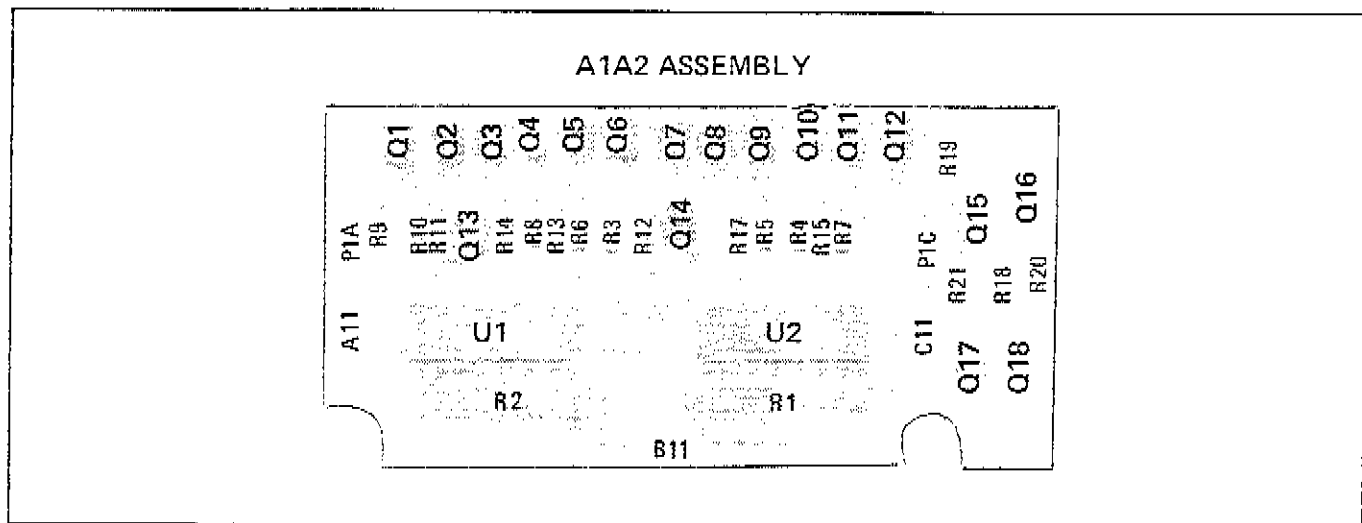 A1A2 ASSEMBLY
Q1 Q2 Q3 Q4 Q5 Q6 Q7 Q8 Q9 Q10 Q11 Q12 R19
Q15 Q16
P1A R9 R10 R11 Q13 R14 R8 R13 R6 R3 R12 Q14 R17 R5 R4 R15 R7 P1C
R21 R18 R20
A11 U1 U2 C11
Q17 Q18
R2 R1
B11